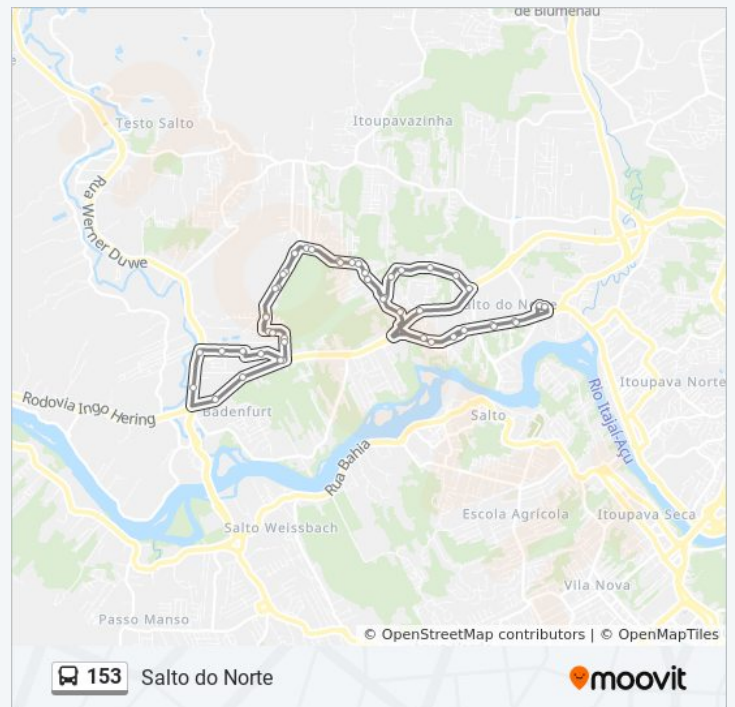 de Blumenau
Testo Salto
Itoupavazinha
Rua Werner Duwe
Salto do Norte
Itoupava Norte
Rodovia Ingo Hering
Badenfurt
Salto
Rio Itajaí-Açu
Rua Bahia
Escola Agrícola
Itoupava Seca
Salto Weissbach
Vila Nova
Passo Manso
© OpenStreetMap contributors | © OpenMapTiles
153 Salto do Norte
moovit